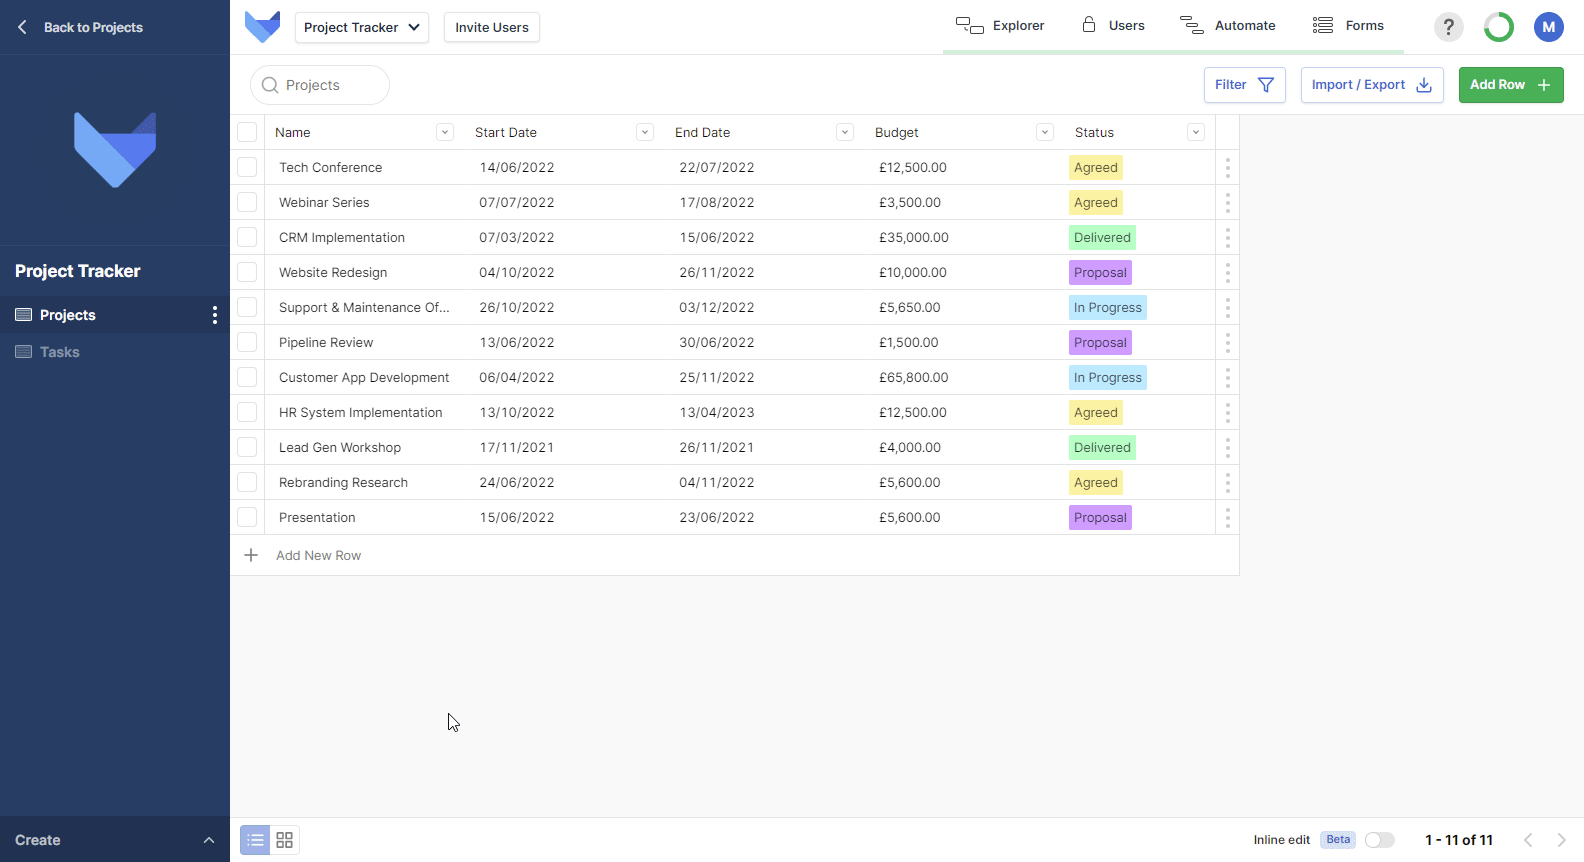 Back to Projects
Project Tracker
Invite Users
Explorer
Users
Automate
Forms
?
M
Projects
Filter
Import / Export
Add Row
Project Tracker
Projects
Tasks
Name Start Date End Date Budget Status
Tech Conference 14/06/2022 22/07/2022 £12,500.00 Agreed
Webinar Series 07/07/2022 17/08/2022 £3,500.00 Agreed
CRM Implementation 07/03/2022 15/06/2022 £35,000.00 Delivered
Website Redesign 04/10/2022 26/11/2022 £10,000.00 Proposal
Support & Maintenance Of... 26/10/2022 03/12/2022 £5,650.00 In Progress
Pipeline Review 13/06/2022 30/06/2022 £1,500.00 Proposal
Customer App Development 06/04/2022 25/11/2022 £65,800.00 In Progress
HR System Implementation 13/10/2022 13/04/2023 £12,500.00 Agreed
Lead Gen Workshop 17/11/2021 26/11/2021 £4,000.00 Delivered
Rebranding Research 24/06/2022 04/11/2022 £5,600.00 Agreed
Presentation 15/06/2022 23/06/2022 £5,600.00 Proposal
Add New Row
Create
Inline edit Beta
1 - 11 of 11